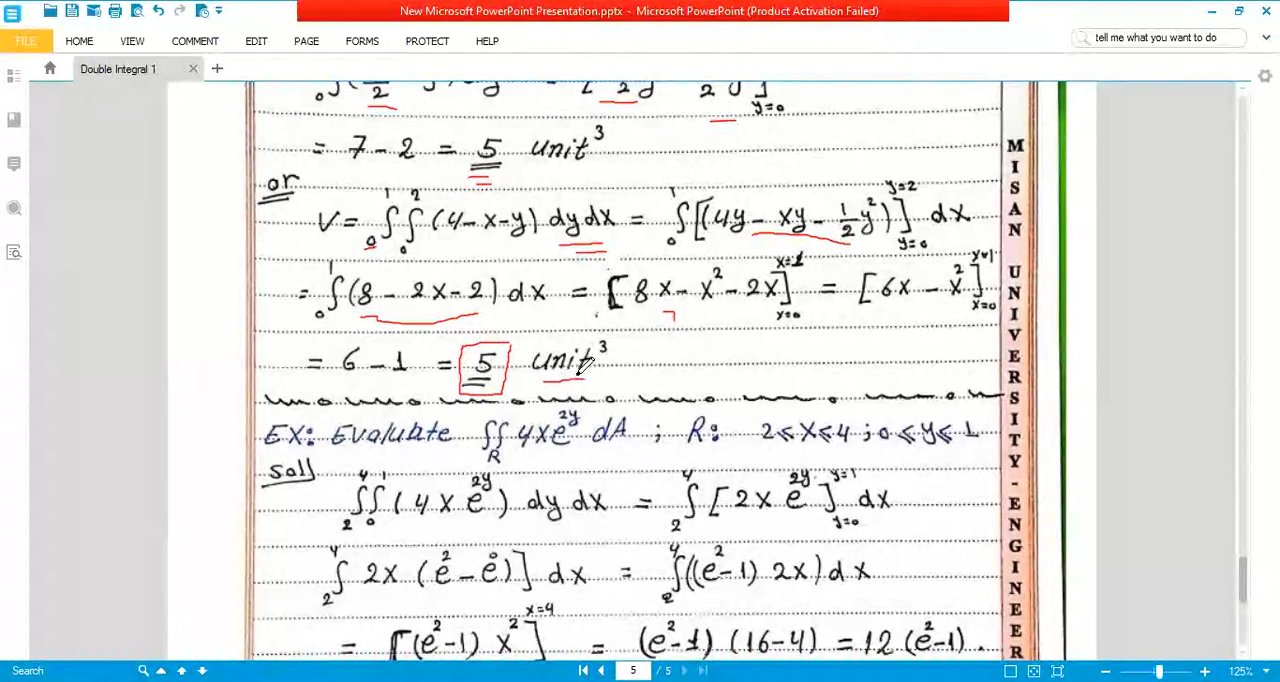 New Microsoft PowerPoint Presentation.pptx - Microsoft PowerPoint (Product Activation Failed)
FILE HOME VIEW COMMENT EDIT PAGE FORMS PROTECT HELP tell me what you want to do
Double Integral 1
= 7 - 2 = 5 unit³
or
V = ∫₀¹ ∫₀² (4-x-y) dy dx = ∫₀¹ [(4y - xy - ½y²)]_{y=0}^{y=2} dx
= ∫₀¹ (8 - 2x - 2) dx = [8x - x² - 2x]^{x=1} = [6x - x²]_{x=0}
= 6 - 1 = 5 unit³
EX: Evaluate ∬_R 4xe^{2y} dA ; R: 2≤x≤4 ; 0≤y≤1
soll
∫₂⁴ ∫₀¹ (4xe^{2y}) dy dx = ∫₂⁴ [2x e^{2y}]_{y=0}^{y=1} dx
∫₂⁴ 2x (e² - e⁰)] dx = ∫₂⁴ ((e²-1) 2x) dx
= [(e²-1) x²]^{x=4} = (e²-1) (16-4) = 12 (e²-1).
MISAN UNIVERSITY - ENGINEER
Search 5 / 5 125%